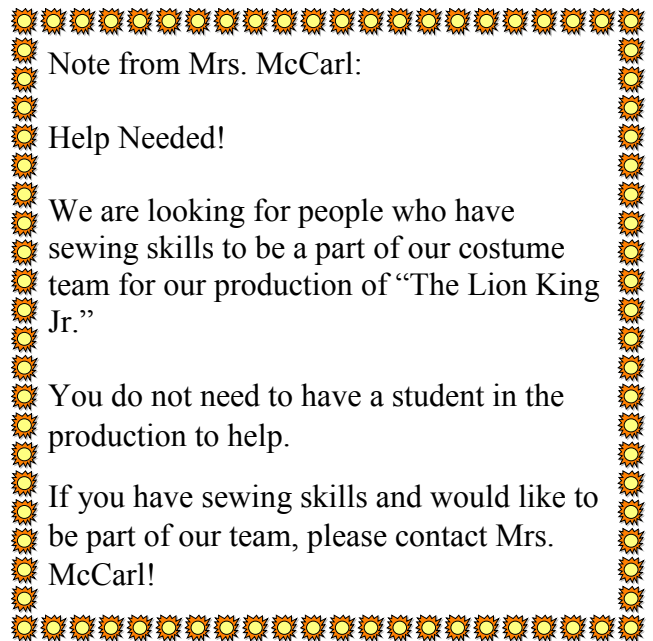 Note from Mrs. McCarl:
Help Needed!
We are looking for people who have
sewing skills to be a part of our costume
team for our production of “The Lion King
Jr.”
You do not need to have a student in the
production to help.
If you have sewing skills and would like to
be part of our team, please contact Mrs.
McCarl!